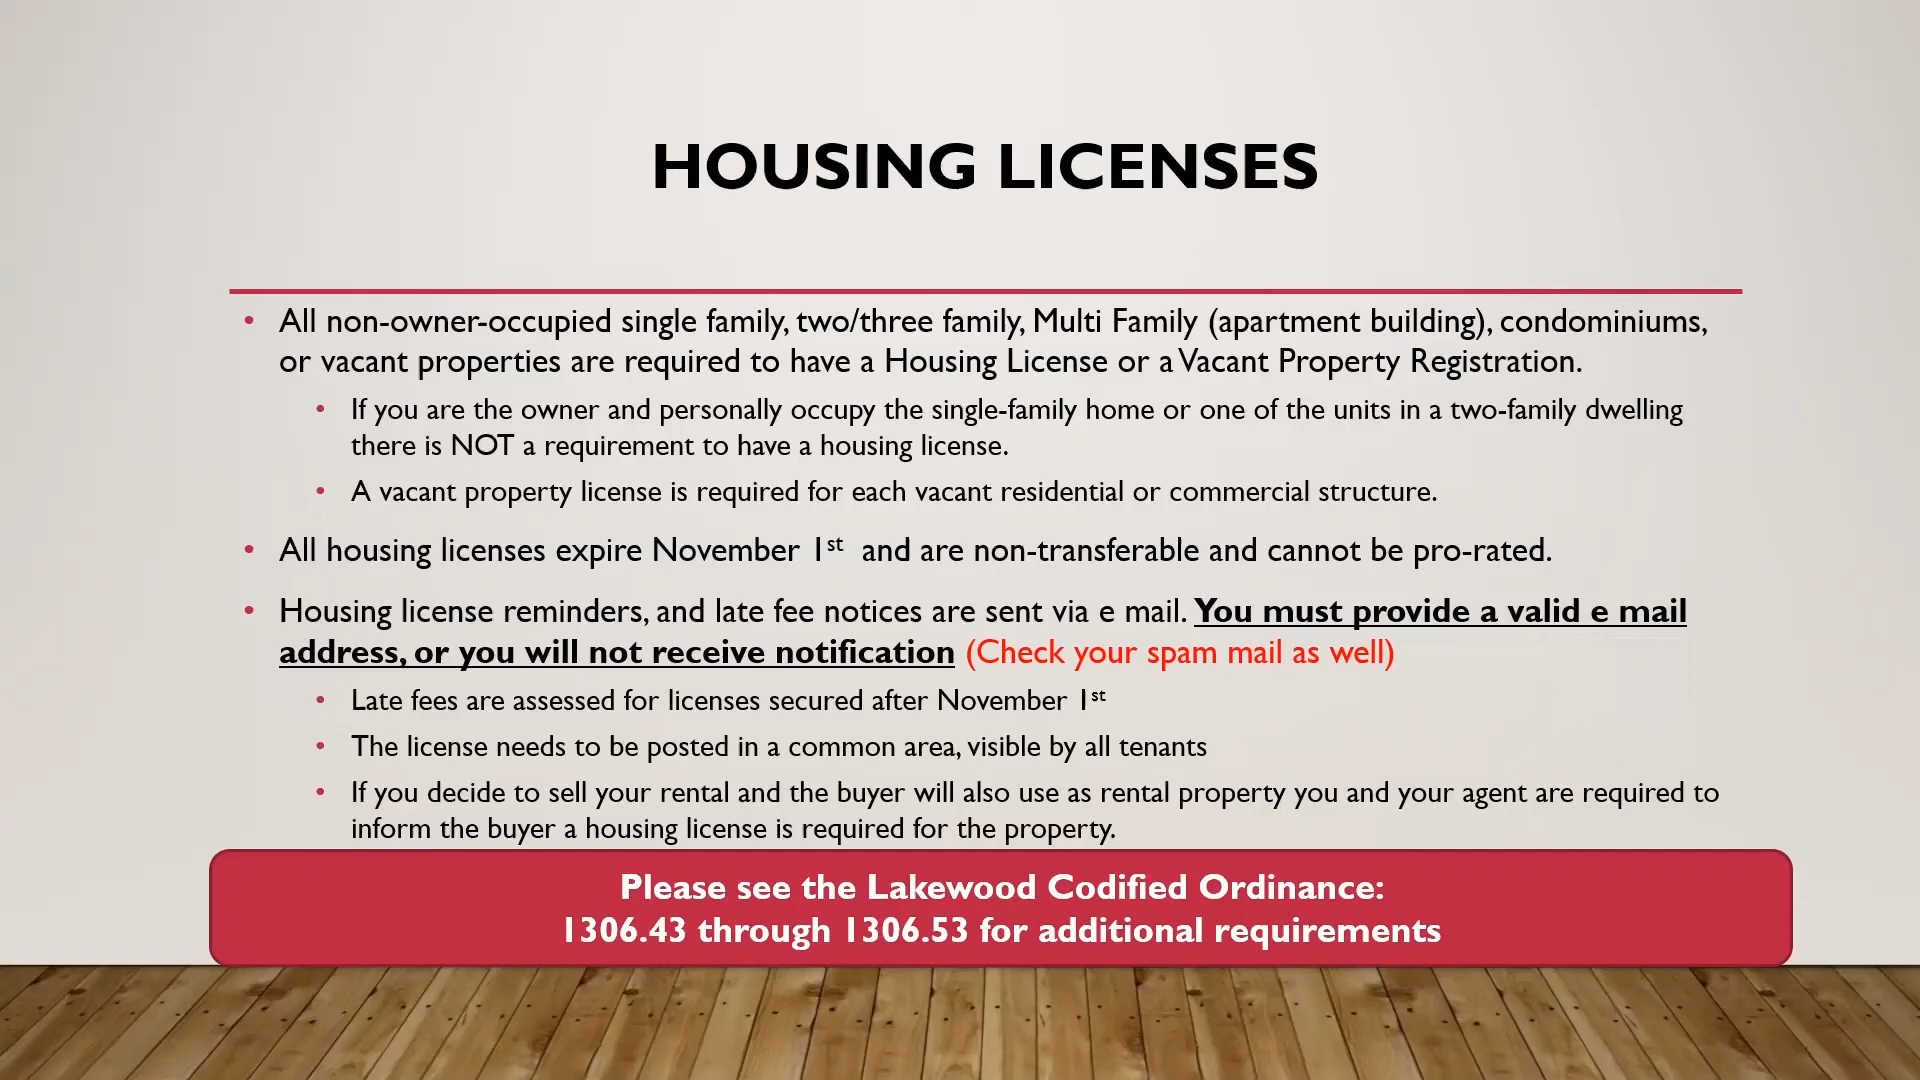 HOUSING LICENSES
• All non-owner-occupied single family, two/three family, Multi Family (apartment building), condominiums,
or vacant properties are required to have a Housing License or a Vacant Property Registration.
• If you are the owner and personally occupy the single-family home or one of the units in a two-family dwelling
there is NOT a requirement to have a housing license.
• A vacant property license is required for each vacant residential or commercial structure.
• All housing licenses expire November 1st and are non-transferable and cannot be pro-rated.
• Housing license reminders, and late fee notices are sent via e mail. You must provide a valid e mail
address, or you will not receive notification (Check your spam mail as well)
• Late fees are assessed for licenses secured after November 1st
• The license needs to be posted in a common area, visible by all tenants
• If you decide to sell your rental and the buyer will also use as rental property you and your agent are required to
inform the buyer a housing license is required for the property.
Please see the Lakewood Codified Ordinance:
1306.43 through 1306.53 for additional requirements